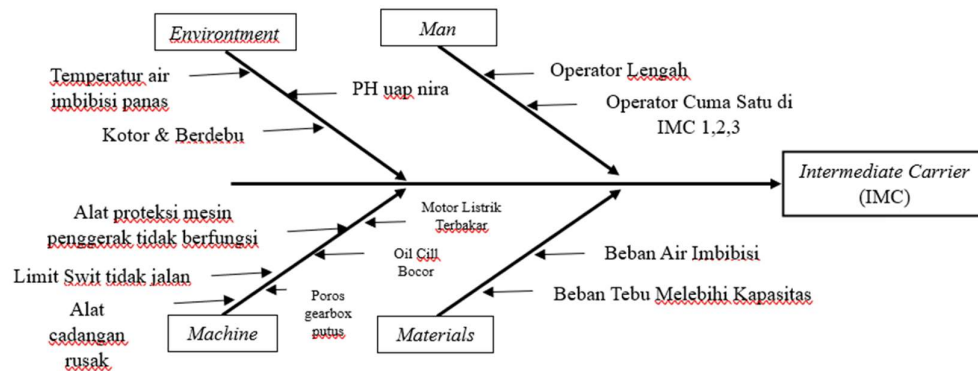 Environtment
Man
Temperatur air
imbibisi panas
PH uap nira
Kotor & Berdebu
Operator Lengah
Operator Cuma Satu di
IMC 1,2,3
Intermediate Carrier
(IMC)
Alat proteksi mesin
penggerak tidak berfungsi
Motor Listrik
Terbakar
Limit Swit tidak jalan
Oil Cill
Bocor
Alat
cadangan
rusak
Poros
gearbox
putus
Machine
Beban Air Imbibisi
Beban Tebu Melebihi Kapasitas
Materials